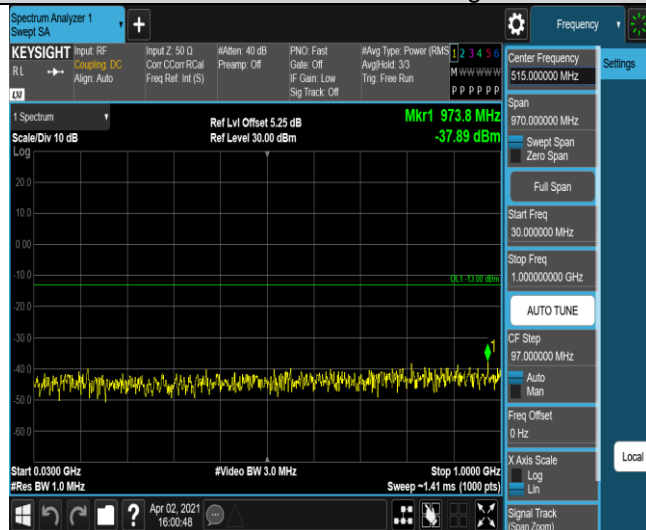 Spectrum Analyzer 1
Swept SA
Frequency
KEYSIGHT
RL
LXI
Input: RF
Coupling: DC
Align: Auto
Input Z: 50 Ω
Corr CCorr RCal
Freq Ref: Int (S)
#Atten: 40 dB
Preamp: Off
PNO: Fast
Gate: Off
IF Gain: Low
Sig Track: Off
#Avg Type: Power (RMS
Avg|Hold: 3/3
Trig: Free Run
1 2 3 4 5 6
M W W W W W
P P P P P P
1 Spectrum
Scale/Div 10 dB
Log
Ref Lvl Offset 5.25 dB
Ref Level 30.00 dBm
Mkr1 973.8 MHz
-37.89 dBm
20.0
10.0
0.00
-10.0
-20.0
-30.0
-40.0
-50.0
-60.0
DL1 -13.00 dBm
1
Start 0.0300 GHz
#Res BW 1.0 MHz
#Video BW 3.0 MHz
Stop 1.0000 GHz
Sweep ~1.41 ms (1000 pts)
Apr 02, 2021
16:00:48
Center Frequency
515.000000 MHz
Settings
Span
970.000000 MHz
Swept Span
Zero Span
Full Span
Start Freq
30.000000 MHz
Stop Freq
1.000000000 GHz
AUTO TUNE
CF Step
97.000000 MHz
Auto
Man
Freq Offset
0 Hz
X Axis Scale
Log
Lin
Local
Signal Track
(Span Zoom)